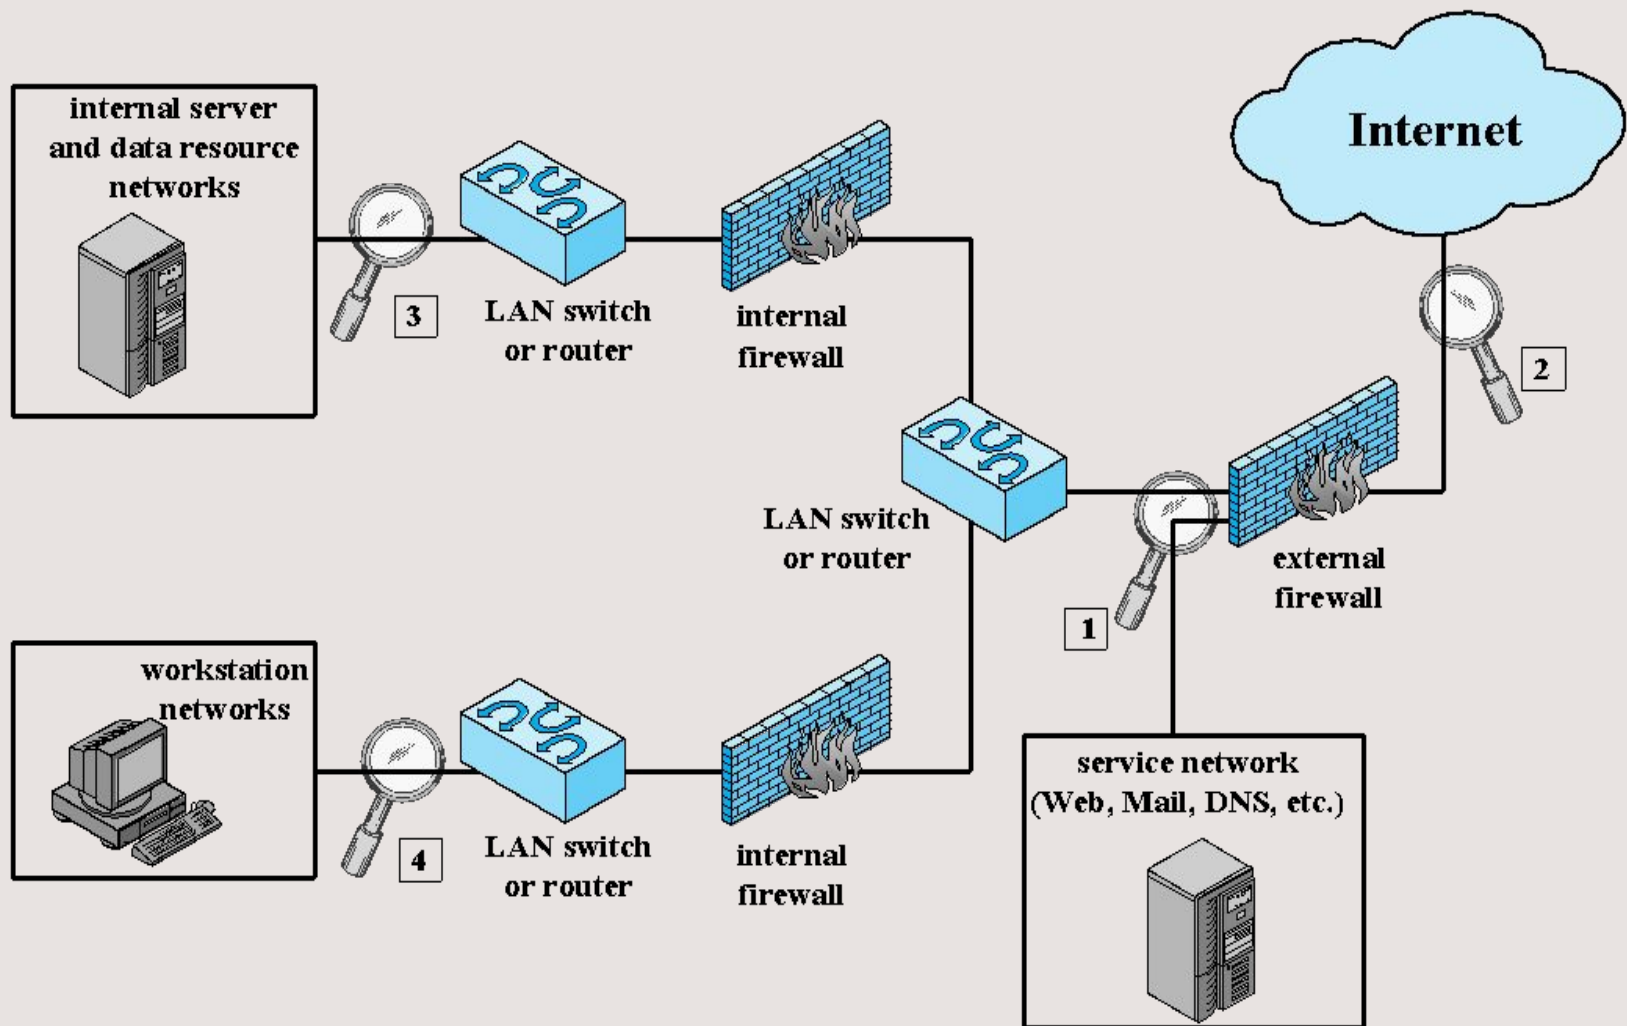 Internet
internal server
and data resource
networks
3
LAN switch
or router
internal
firewall
2
LAN switch
or router
external
firewall
1
workstation
networks
4
LAN switch
or router
internal
firewall
service network
(Web, Mail, DNS, etc.)